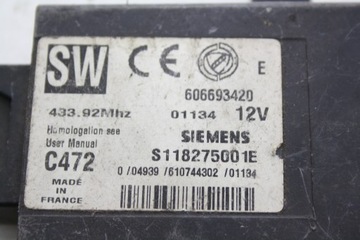 SW CE E
606693420
433.92Mhz 01134 12V
Homologation see
User Manual SIEMENS
C472 S118275001E
MADE IN FRANCE 0 /04939 /610744302 /01134